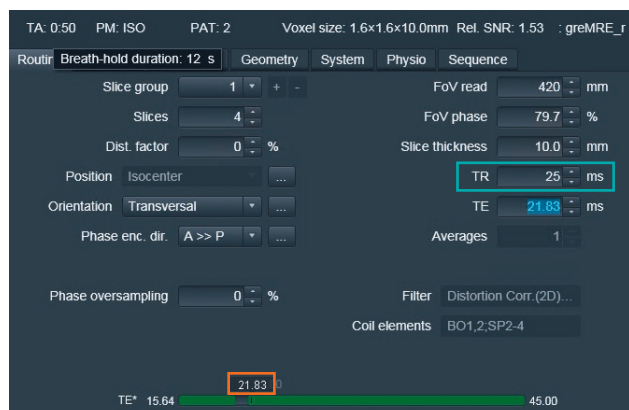 TA: 0:50 PM: ISO PAT: 2 Voxel size: 1.6×1.6×10.0mm Rel. SNR: 1.53 : greMRE_r
Routin Breath-hold duration: 12 s Geometry System Physio Sequence
Slice group 1 + - FoV read 420 mm
Slices 4 FoV phase 79.7 %
Dist. factor 0 % Slice thickness 10.0 mm
Position Isocenter ... TR 25 ms
Orientation Transversal ... TE 21.83 ms
Phase enc. dir. A >> P ... Averages 1
Phase oversampling 0 % Filter Distortion Corr.(2D)...
Coil elements BO1,2;SP2-4
21.83
TE* 15.64 45.00